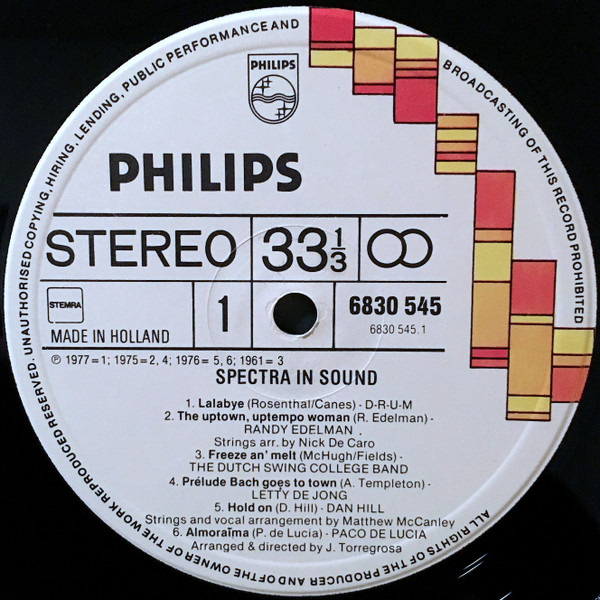 UNAUTHORISED COPYING, HIRING, LENDING, PUBLIC PERFORMANCE AND BROADCASTING OF THIS RECORD PROHIBITED
ALL RIGHTS OF THE PRODUCER AND OF THE OWNER OF THE WORK REPRODUCED RESERVED.
PHILIPS
PHILIPS
STEREO 33 1/3
STEMRA
MADE IN HOLLAND
1
6830 545
6830 545.1
℗ 1977=1; 1975=2, 4; 1976= 5, 6; 1961= 3
SPECTRA IN SOUND
1. Lalabye (Rosenthal/Canes) - D-R-U-M
2. The uptown, uptempo woman (R. Edelman) -
RANDY EDELMAN .
Strings arr. by Nick De Caro
3. Freeze an' melt (McHugh/Fields) -
THE DUTCH SWING COLLEGE BAND
4. Prélude Bach goes to town (A. Templeton) -
LETTY DE JONG
5. Hold on (D. Hill) - DAN HILL
Strings and vocal arrangement by Matthew McCanley
6. Almoraïma (P. de Lucia) - PACO DE LUCIA
Arranged & directed by J. Torregrosa